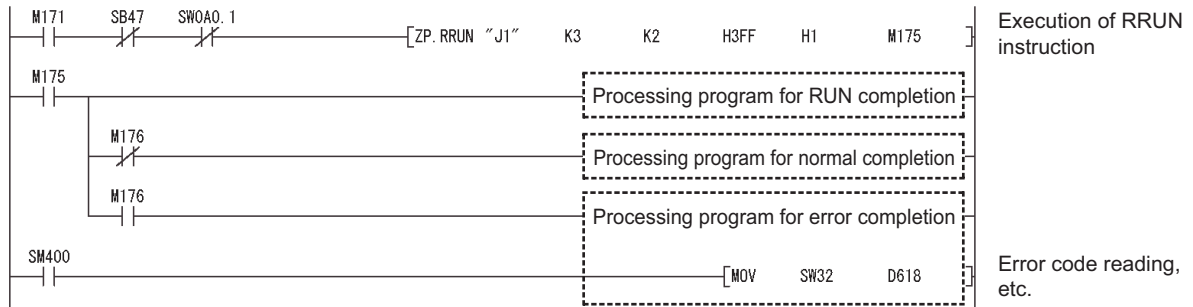 M171 SB47 SW0A0.1
[ZP.RRUN "J1" K3 K2 H3FF H1 M175 ]
Execution of RRUN
instruction
M175
Processing program for RUN completion
M176
Processing program for normal completion
M176
Processing program for error completion
SM400
[MOV SW32 D618 ]
Error code reading,
etc.